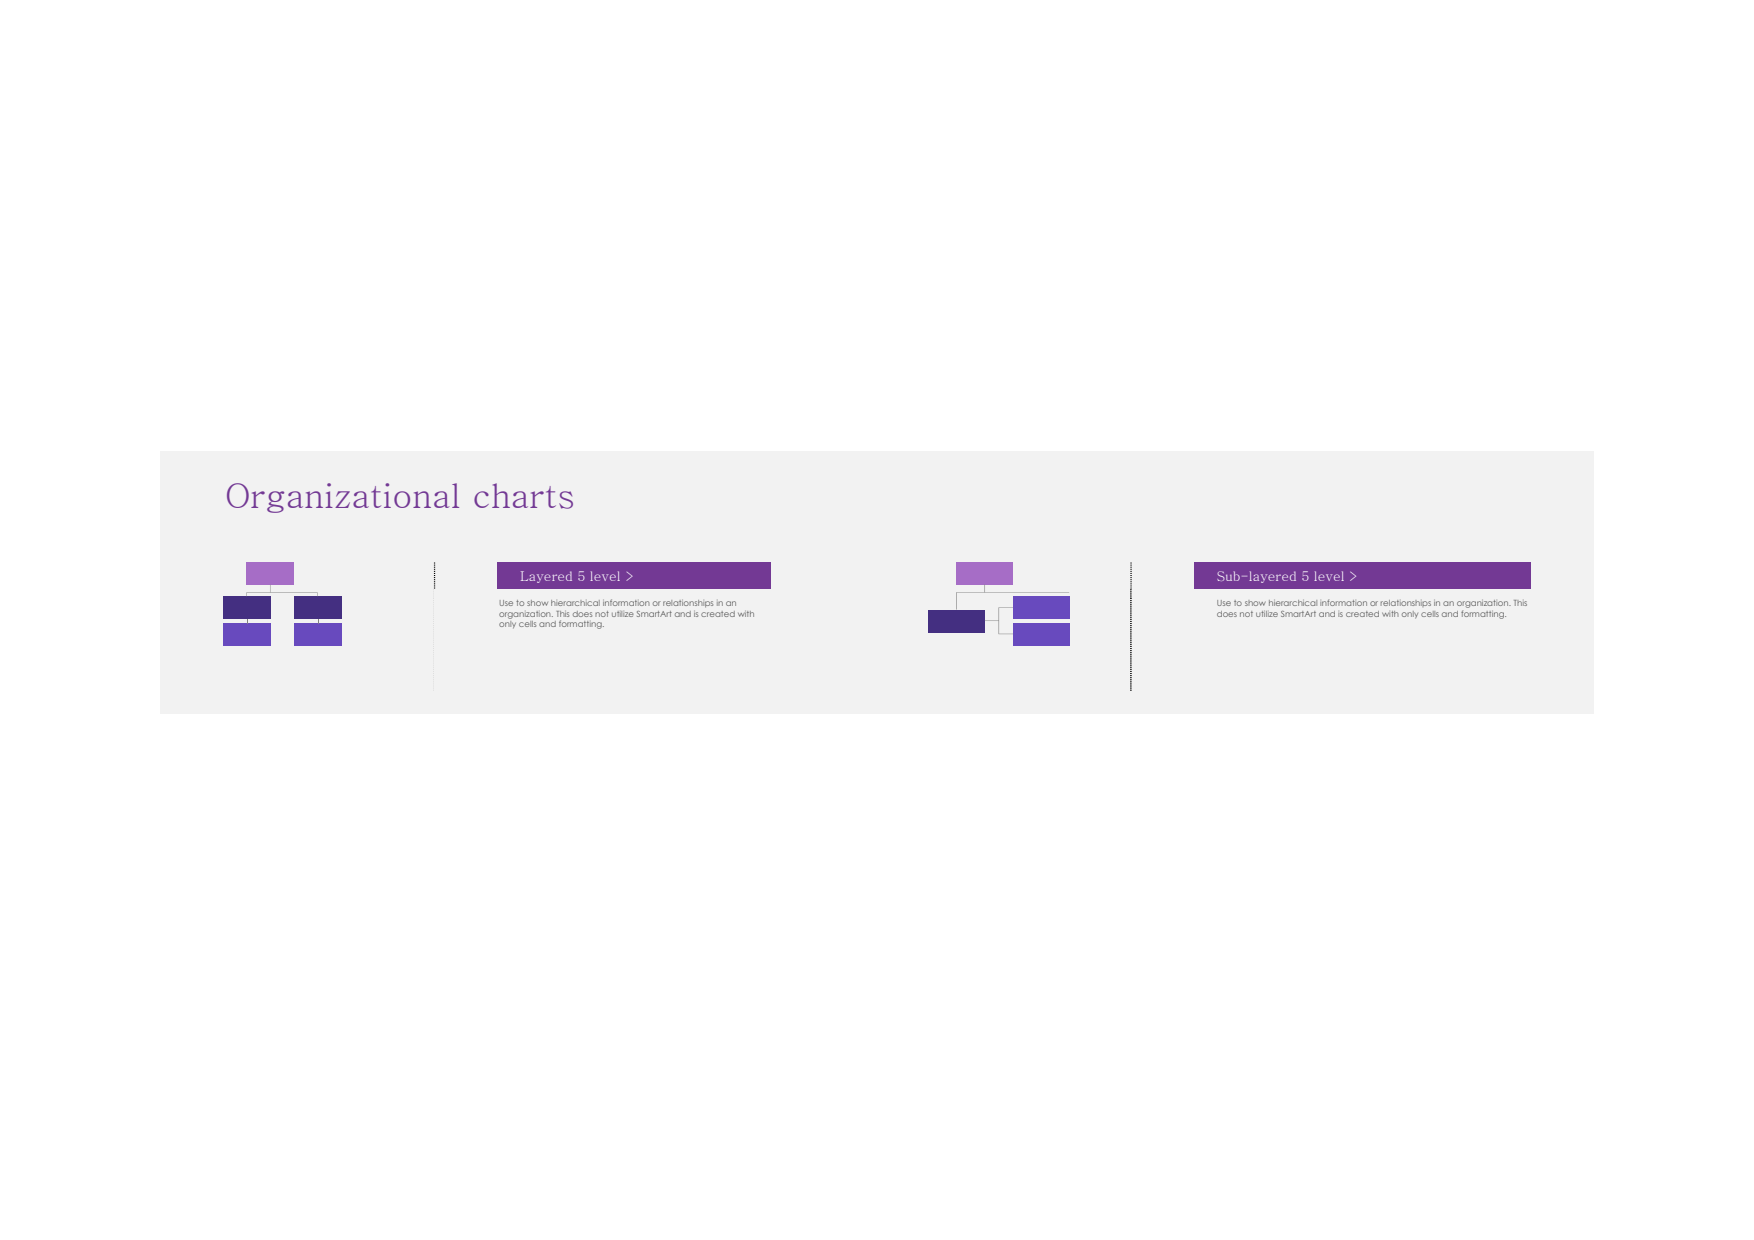 Organizational charts
Layered 5 level >
Use to show hierarchical information or relationships in an
organization. This does not utilize SmartArt and is created with
only cells and formatting.
Sub-layered 5 level >
Use to show hierarchical information or relationships in an organization. This
does not utilize SmartArt and is created with only cells and formatting.